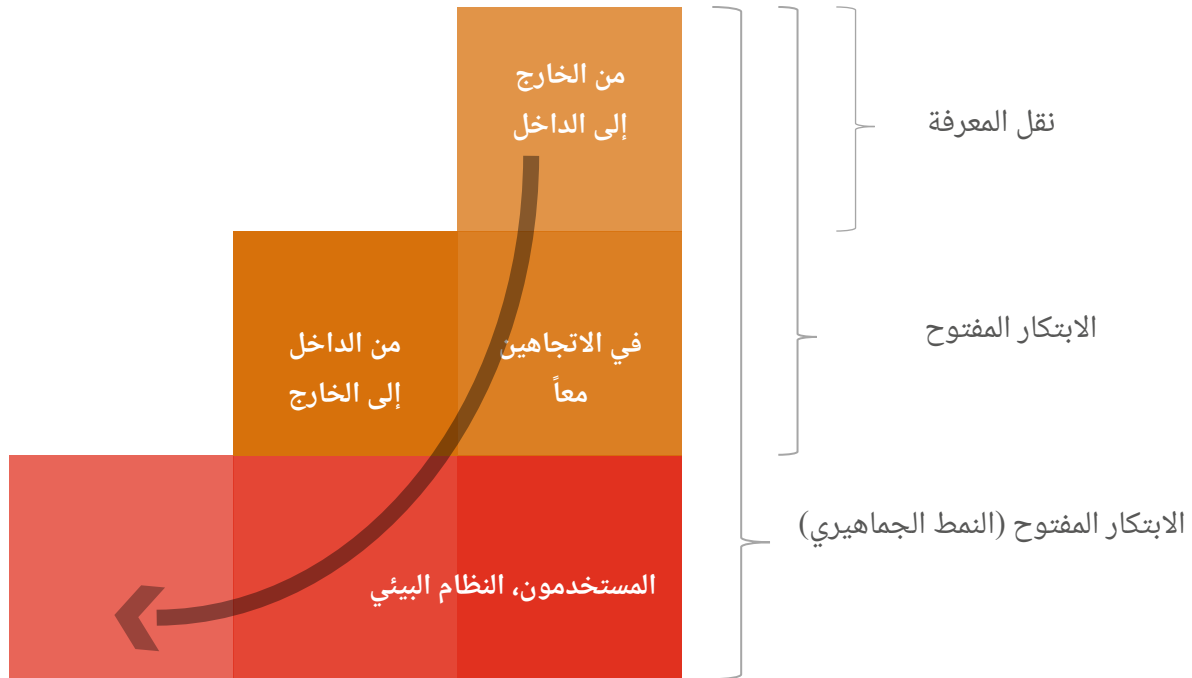 من الخارج
إلى الداخل
نقل المعرفة
في الاتجاهين
معاً
من الداخل
إلى الخارج
الابتكار المفتوح
الابتكار المفتوح (النمط الجماهيري)
المستخدمون، النظام البيئي